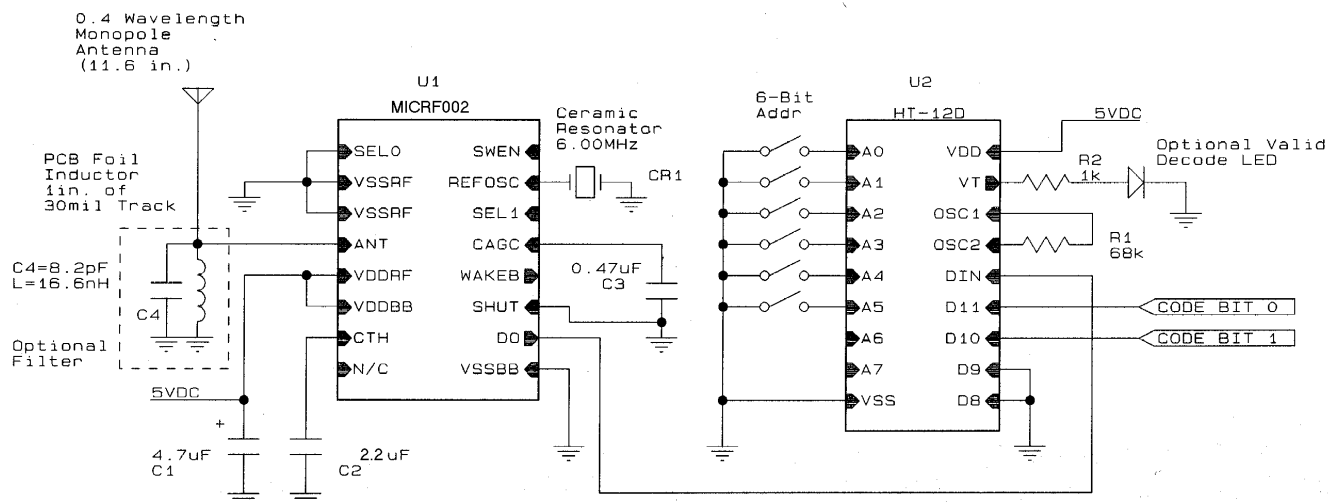 0.4 Wavelength
Monopole
Antenna
(11.6 in.)
PCB Foil
Inductor
1in. of
30mil Track
C4=8.2pF
L=16.6nH
C4
Optional
Filter
5VDC
+
4.7uF
C1
2.2uF
C2
U1
MICRF002
SEL0
VSSRF
VSSRF
ANT
VDDRF
VDDBB
CTH
N/C
SWEN
REFOSC
SEL1
CAGC
WAKEB
SHUT
DO
VSSBB
Ceramic
Resonator
6.00MHz
CR1
0.47uF
C3
6-Bit
Addr
U2
HT-12D
A0
A1
A2
A3
A4
A5
A6
A7
VSS
VDD
VT
OSC1
OSC2
DIN
D11
D10
D9
D8
5VDC
R2
1k
Optional Valid
Decode LED
R1
68k
CODE BIT 0
CODE BIT 1